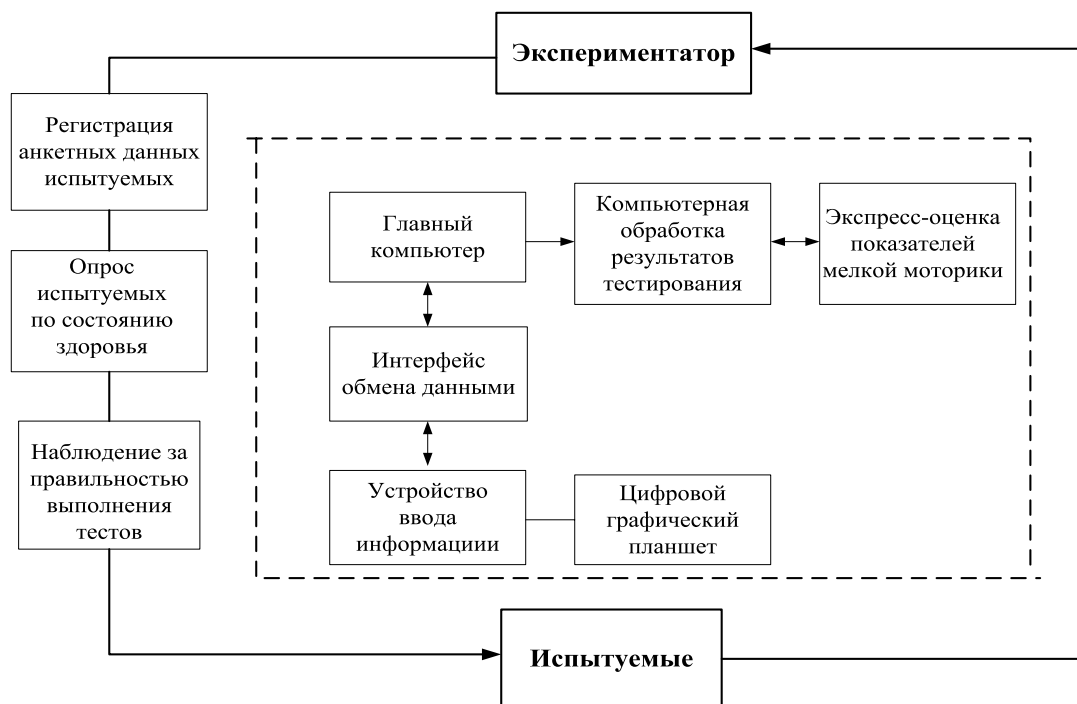 Экспериментатор
Регистрация
анкетных данных
испытуемых
Опрос
испытуемых
по состоянию
здоровья
Наблюдение за
правильностью
выполнения
тестов
Главный
компьютер
Компьютерная
обработка
результатов
тестирования
Экспресс-оценка
показателей
мелкой моторики
Интерфейс
обмена данными
Устройство
ввода
информациии
Цифровой
графический
планшет
Испытуемые